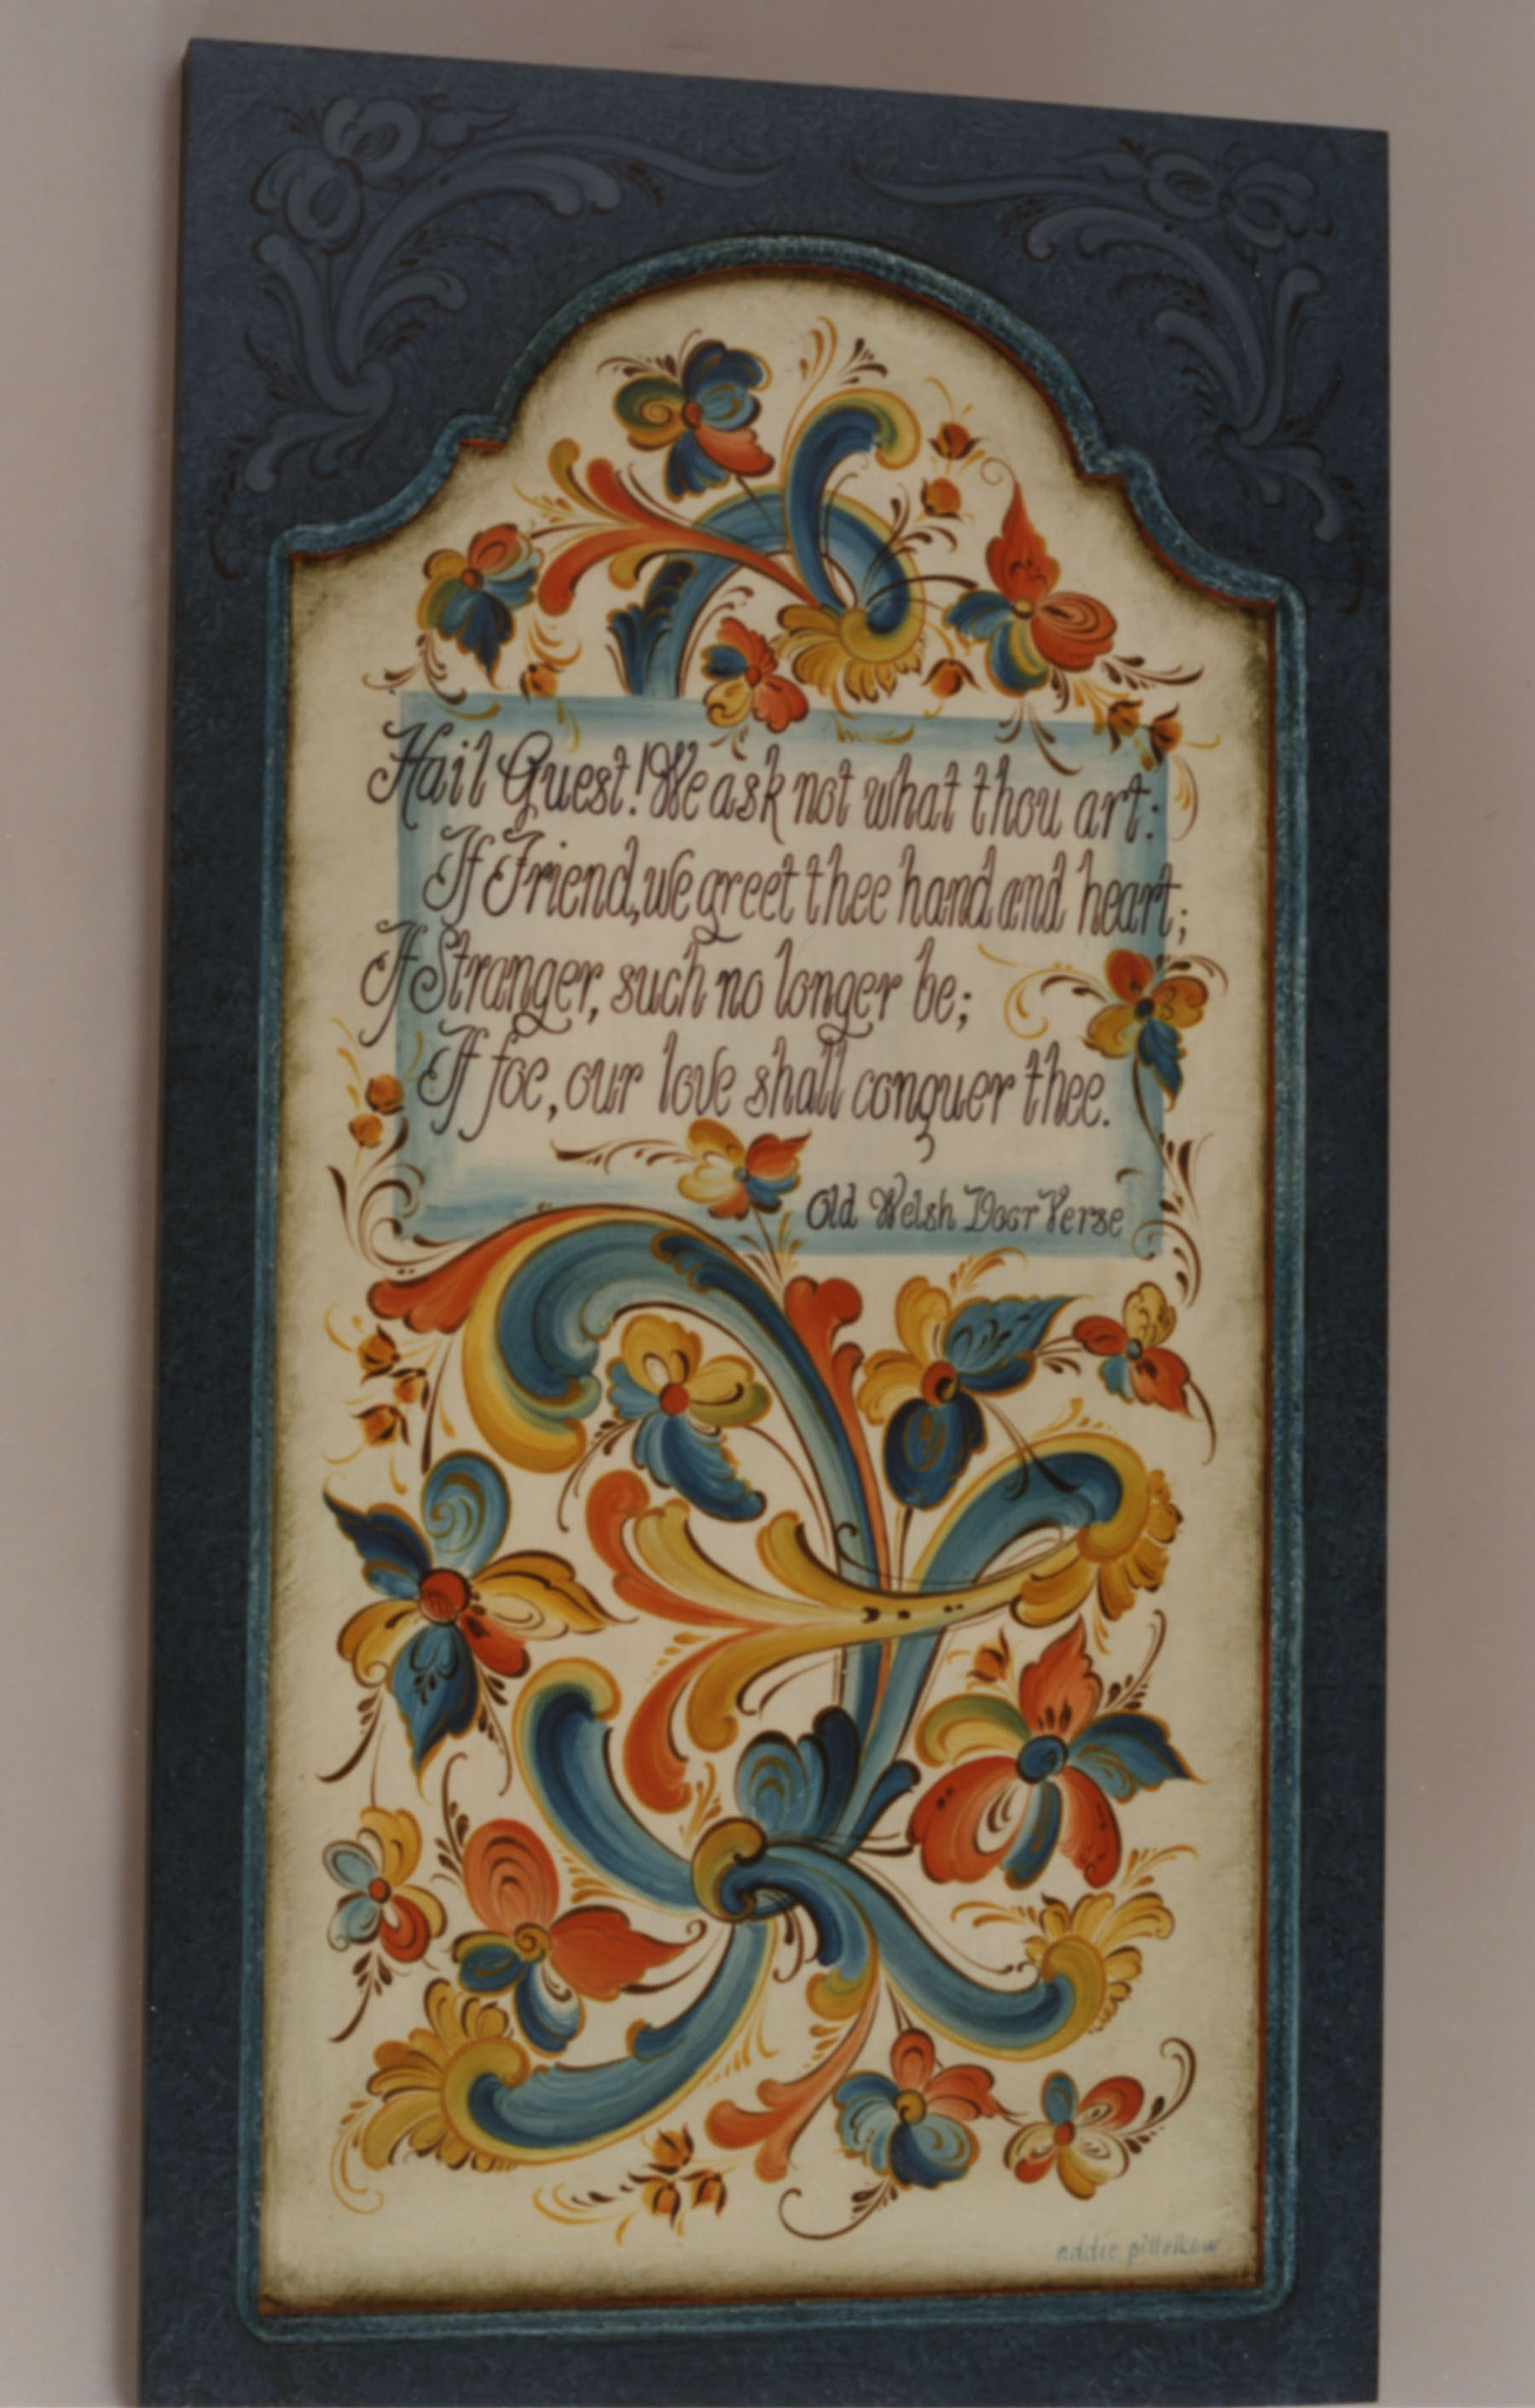 Hail Guest! We ask not what thou art:
If Friend, we greet thee hand and heart;
If Stranger, such no longer be;
If foe, our love shall conquer thee.
Old Welsh Door Verse
addie pittelkow